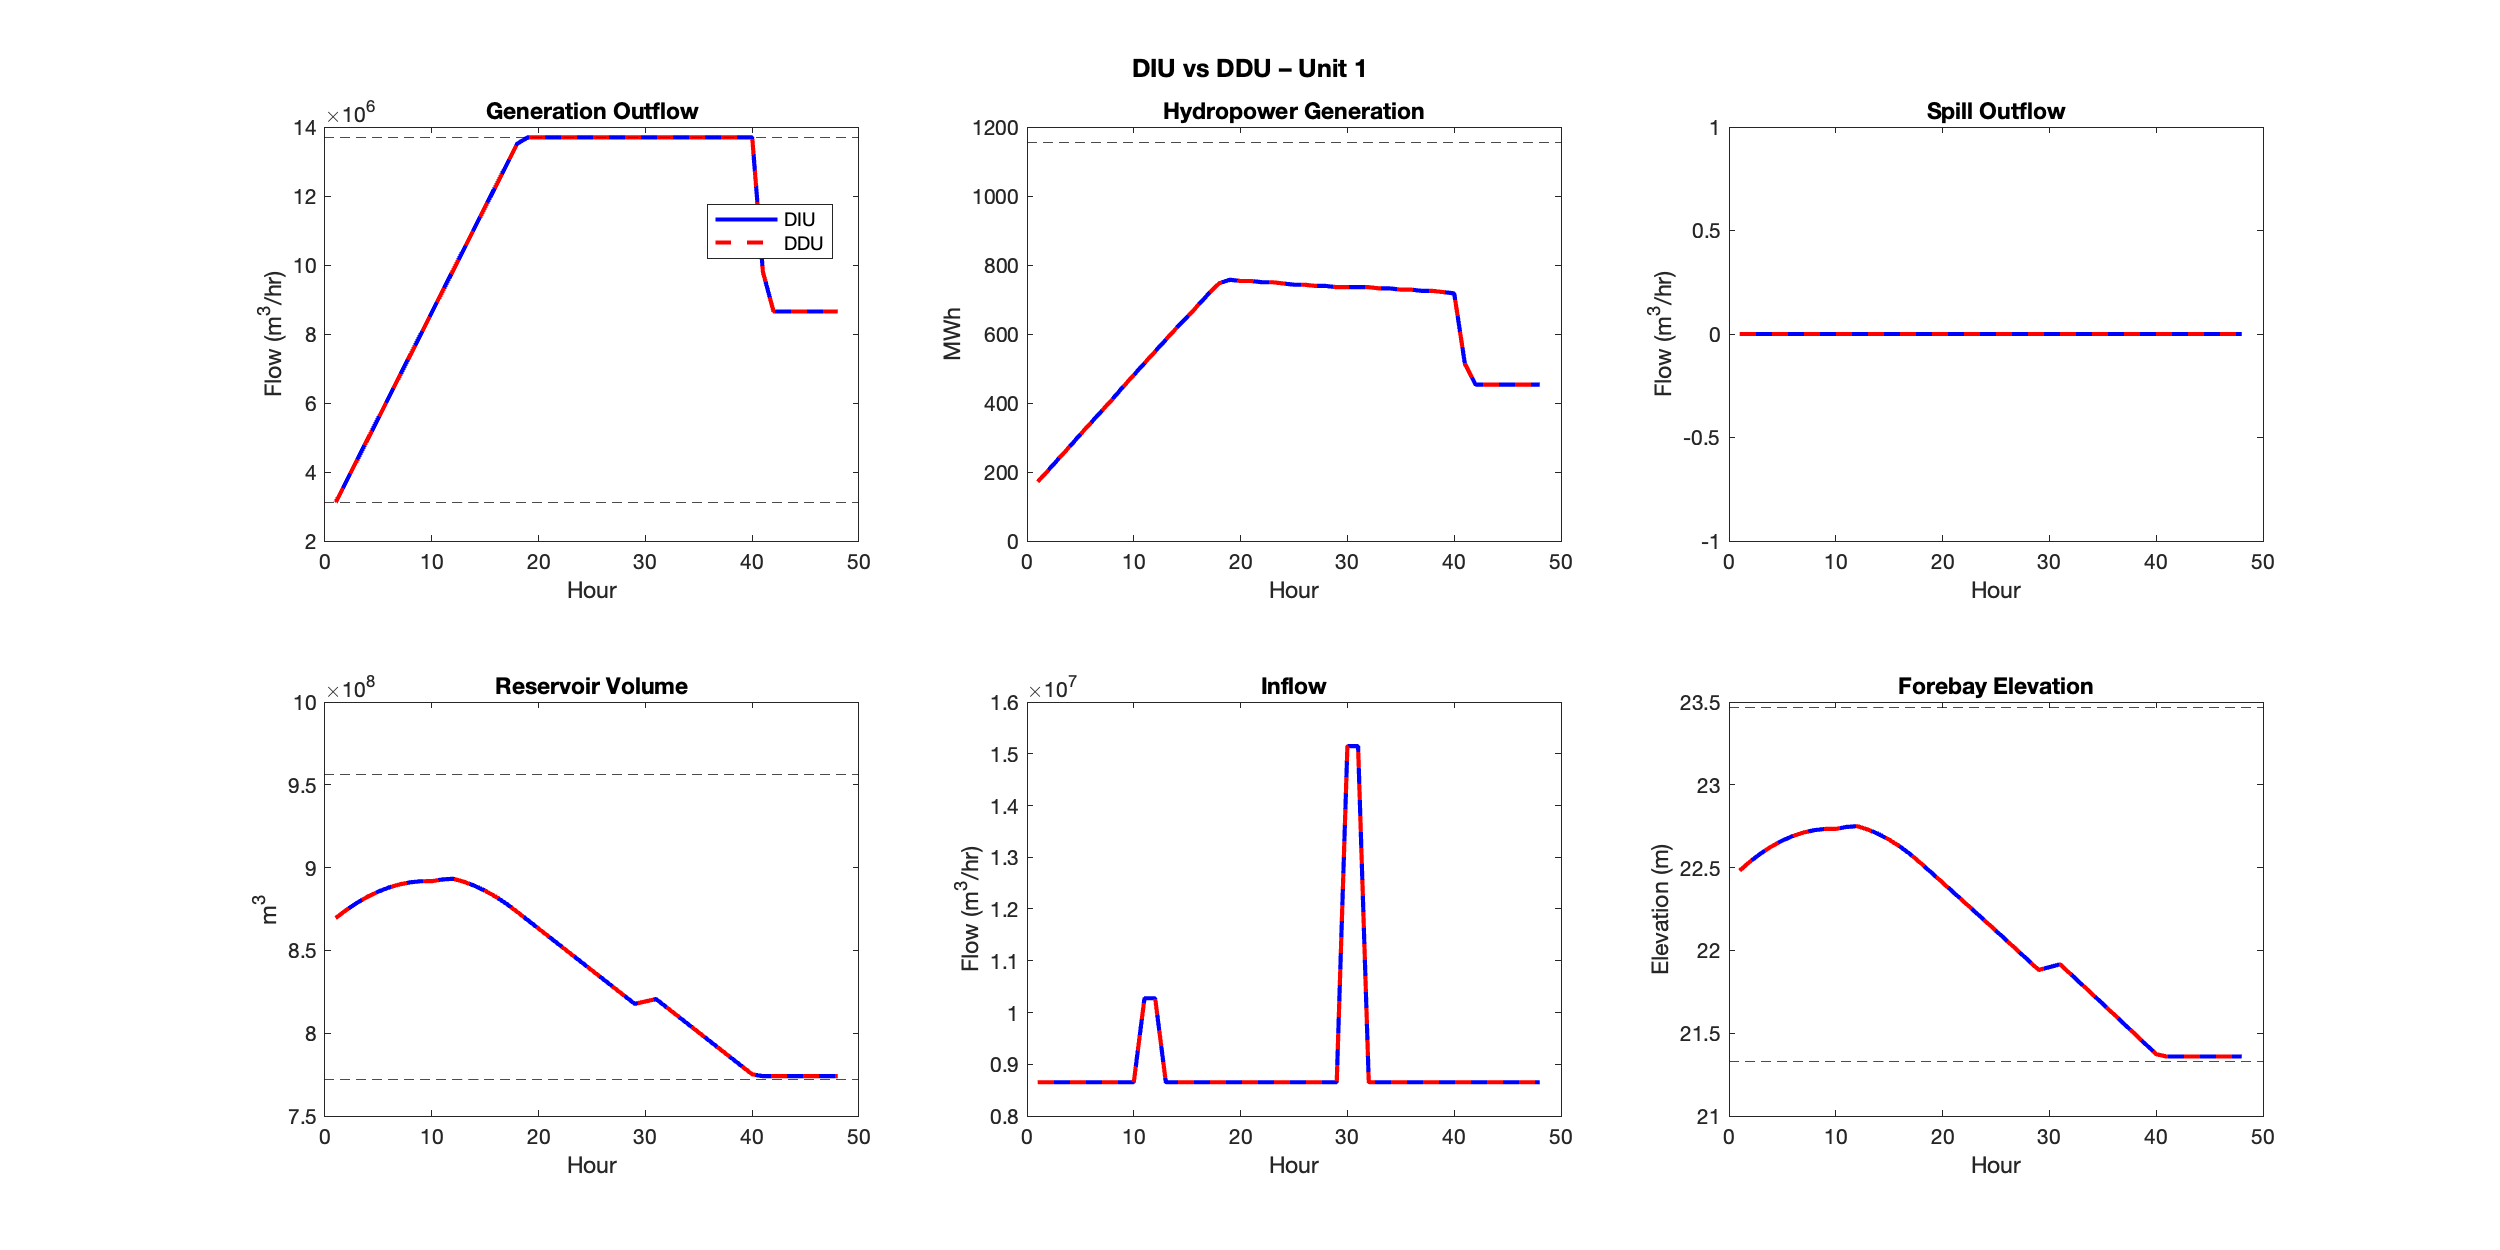 DIU vs DDU – Unit 1
Generation Outflow
×10^6
14
12
10
8
6
4
2
0 10 20 30 40 50
Flow (m^3/hr)
Hour
DIU
DDU
Hydropower Generation
1200
1000
800
600
400
200
0
0 10 20 30 40 50
MWh
Hour
Spill Outflow
1
0.5
0
-0.5
-1
0 10 20 30 40 50
Flow (m^3/hr)
Hour
Reservoir Volume
×10^8
10
9.5
9
8.5
8
7.5
0 10 20 30 40 50
m^3
Hour
Inflow
×10^7
1.6
1.5
1.4
1.3
1.2
1.1
1
0.9
0.8
0 10 20 30 40 50
Flow (m^3/hr)
Hour
Forebay Elevation
23.5
23
22.5
22
21.5
21
0 10 20 30 40 50
Elevation (m)
Hour